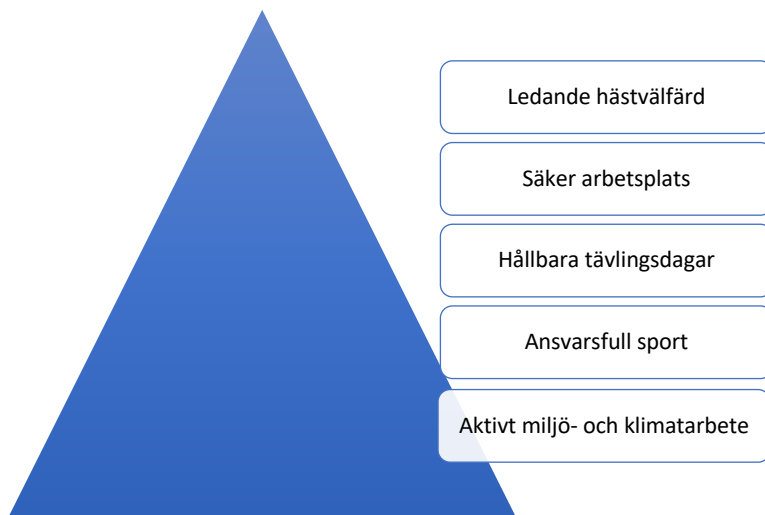 Ledande hästvälfärd
Säker arbetsplats
Hållbara tävlingsdagar
Ansvarsfull sport
Aktivt miljö- och klimatarbete